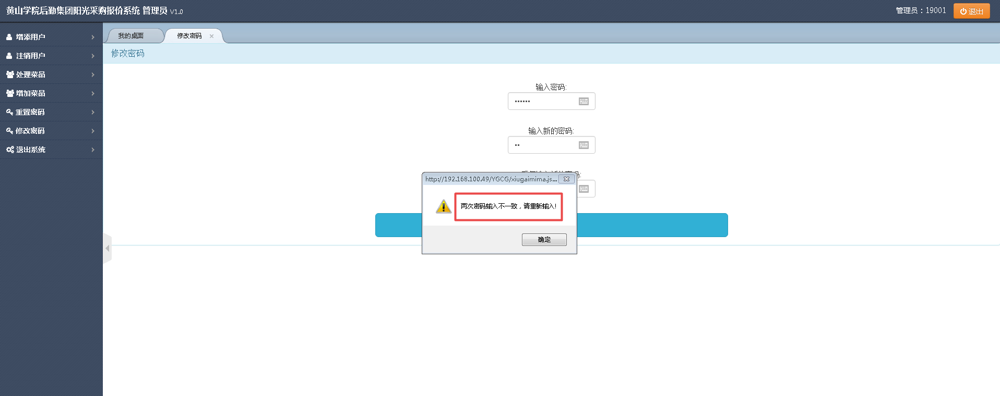 黄山学院后勤集团阳光采购报价系统 管理员 V1.0
管理员：19001
退出
增添用户
注销用户
处理菜品
增加菜品
重置密码
修改密码
退出系统
我的桌面
修改密码
修改密码
输入密码:
输入新的密码:
http://192.168.100.49/YGCG/xiugaimima.js...
两次密码输入不一致，请重新输入!
确定